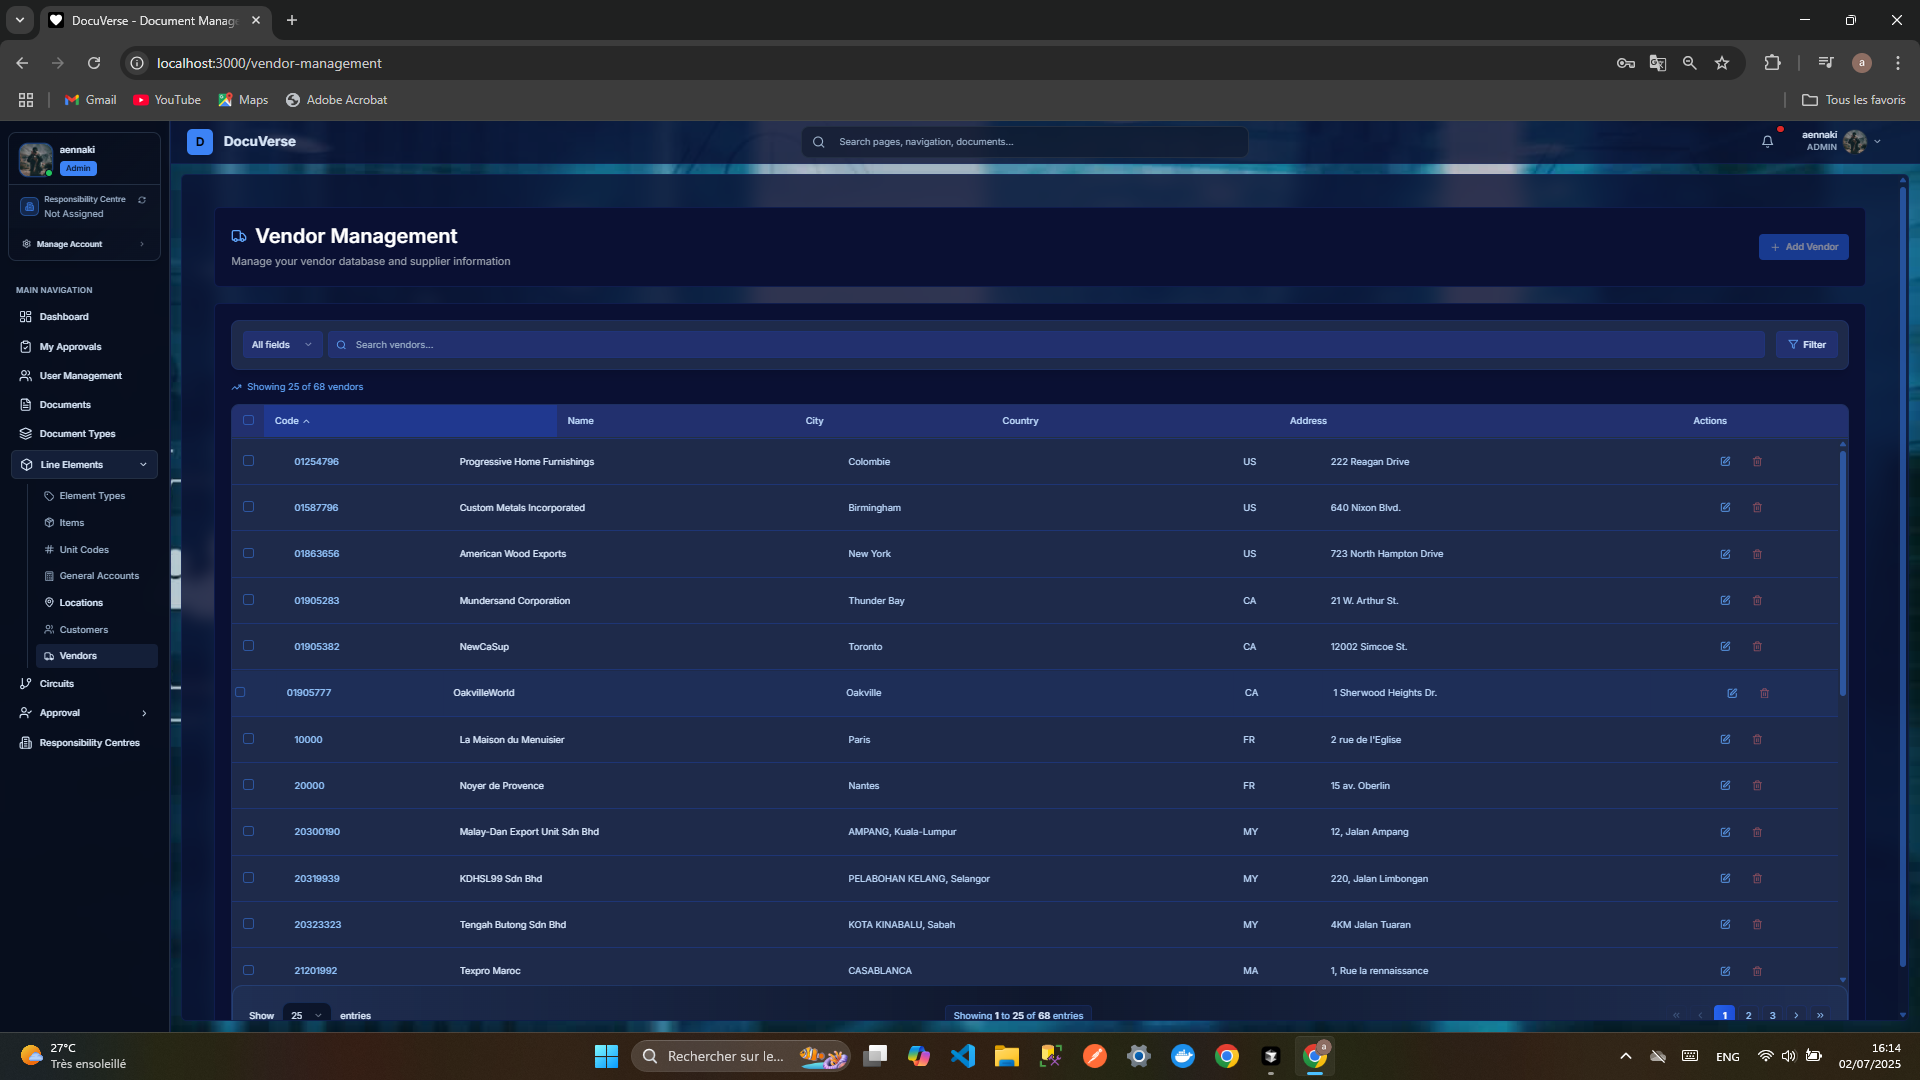 DocuVerse - Document Manag
localhost:3000/vendor-management
a
Gmail
YouTube
Maps
Adobe Acrobat
Tous les favoris
aennaki
Admin
Responsibility Centre
Not Assigned
Manage Account
MAIN NAVIGATION
Dashboard
My Approvals
User Management
Documents
Document Types
Line Elements
Element Types
Items
Unit Codes
General Accounts
Locations
Customers
Vendors
Circuits
Approval
Responsibility Centres
D DocuVerse
Search pages, navigation, documents...
aennaki
ADMIN
Vendor Management
Manage your vendor database and supplier information
Add Vendor
All fields
Search vendors...
Filter
Showing 25 of 68 vendors
Code Name City Country Address Actions
01254796 Progressive Home Furnishings Colombie US 222 Reagan Drive
01587796 Custom Metals Incorporated Birmingham US 640 Nixon Blvd.
01863656 American Wood Exports New York US 723 North Hampton Drive
01905283 Mundersand Corporation Thunder Bay CA 21 W. Arthur St.
01905382 NewCaSup Toronto CA 12002 Simcoe St.
01905777 OakvilleWorld Oakville CA 1 Sherwood Heights Dr.
10000 La Maison du Menuisier Paris FR 2 rue de l'Eglise
20000 Noyer de Provence Nantes FR 15 av. Oberlin
20300190 Malay-Dan Export Unit Sdn Bhd AMPANG, Kuala-Lumpur MY 12, Jalan Ampang
20319939 KDHSL99 Sdn Bhd PELABOHAN KELANG, Selangor MY 220, Jalan Limbongan
20323323 Tengah Butong Sdn Bhd KOTA KINABALU, Sabah MY 4KM Jalan Tuaran
21201992 Texpro Maroc CASABLANCA MA 1, Rue la rennaissance
Show 25 entries
Showing 1 to 25 of 68 entries
« ‹ 1 2 3 › »
27°C
Très ensoleillé
Rechercher sur le...
a
ENG
16:14
02/07/2025